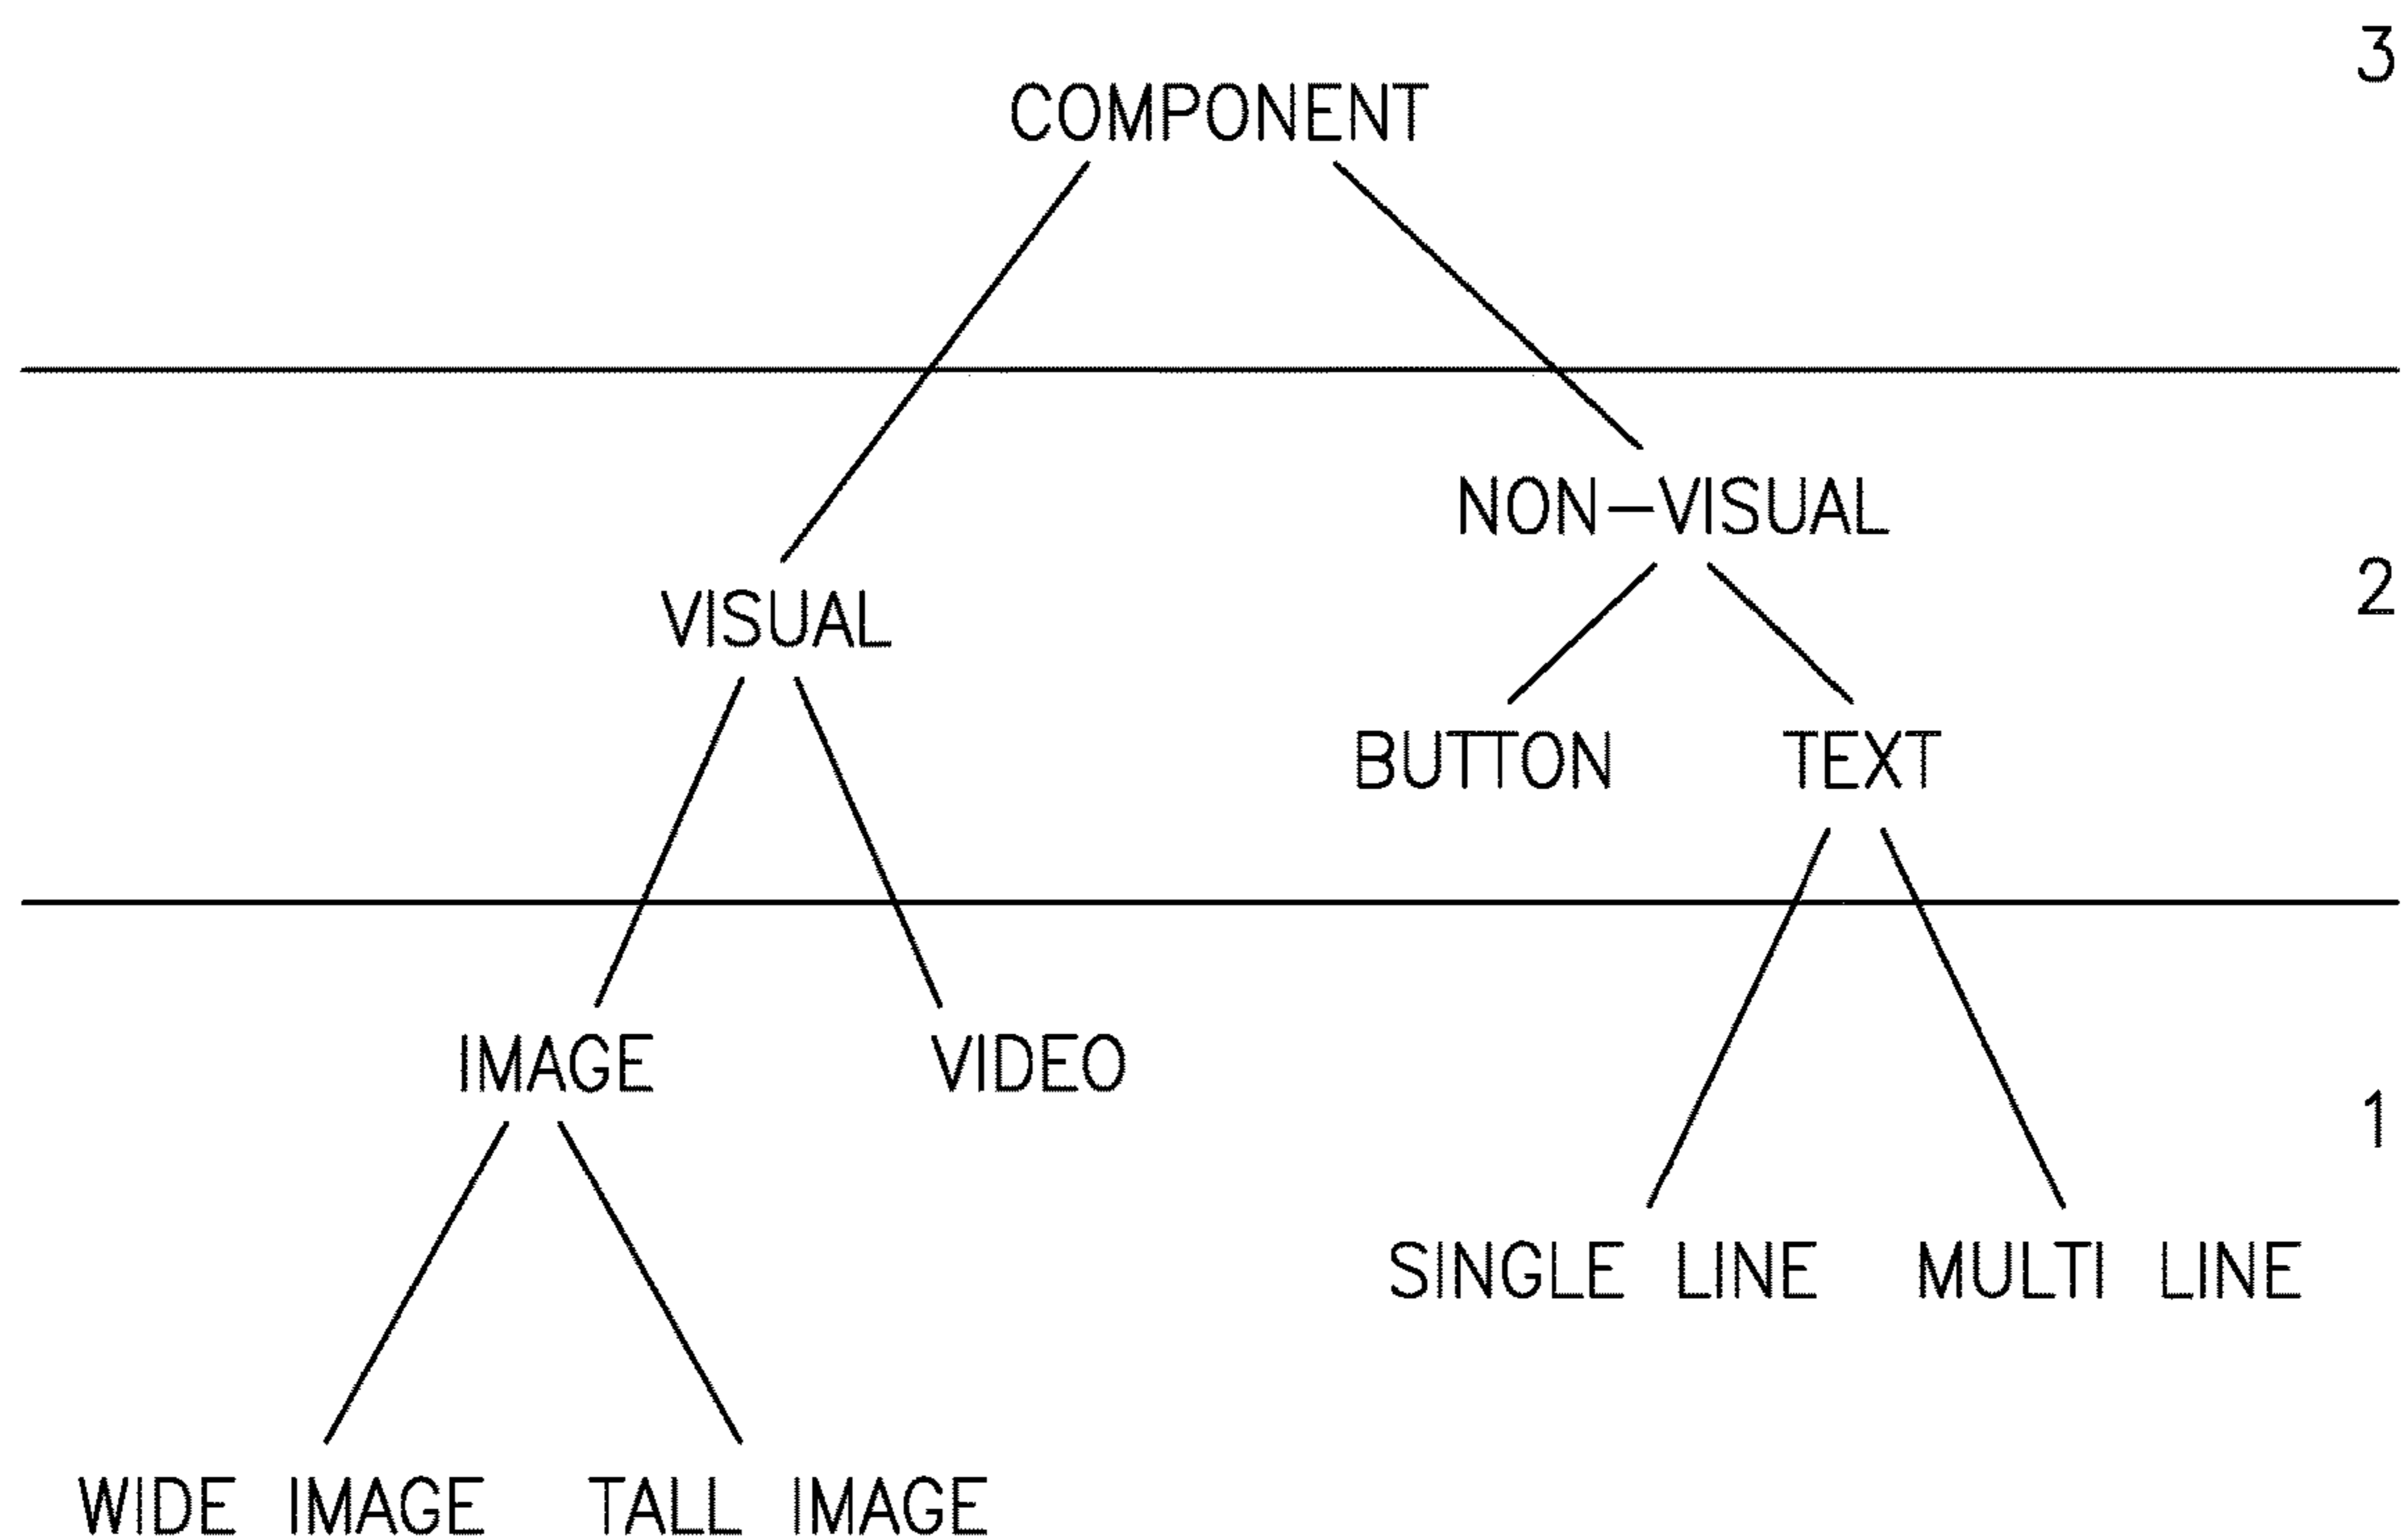 3
COMPONENT
NON-VISUAL
2
VISUAL
BUTTON TEXT
IMAGE VIDEO
1
SINGLE LINE MULTI LINE
WIDE IMAGE TALL IMAGE